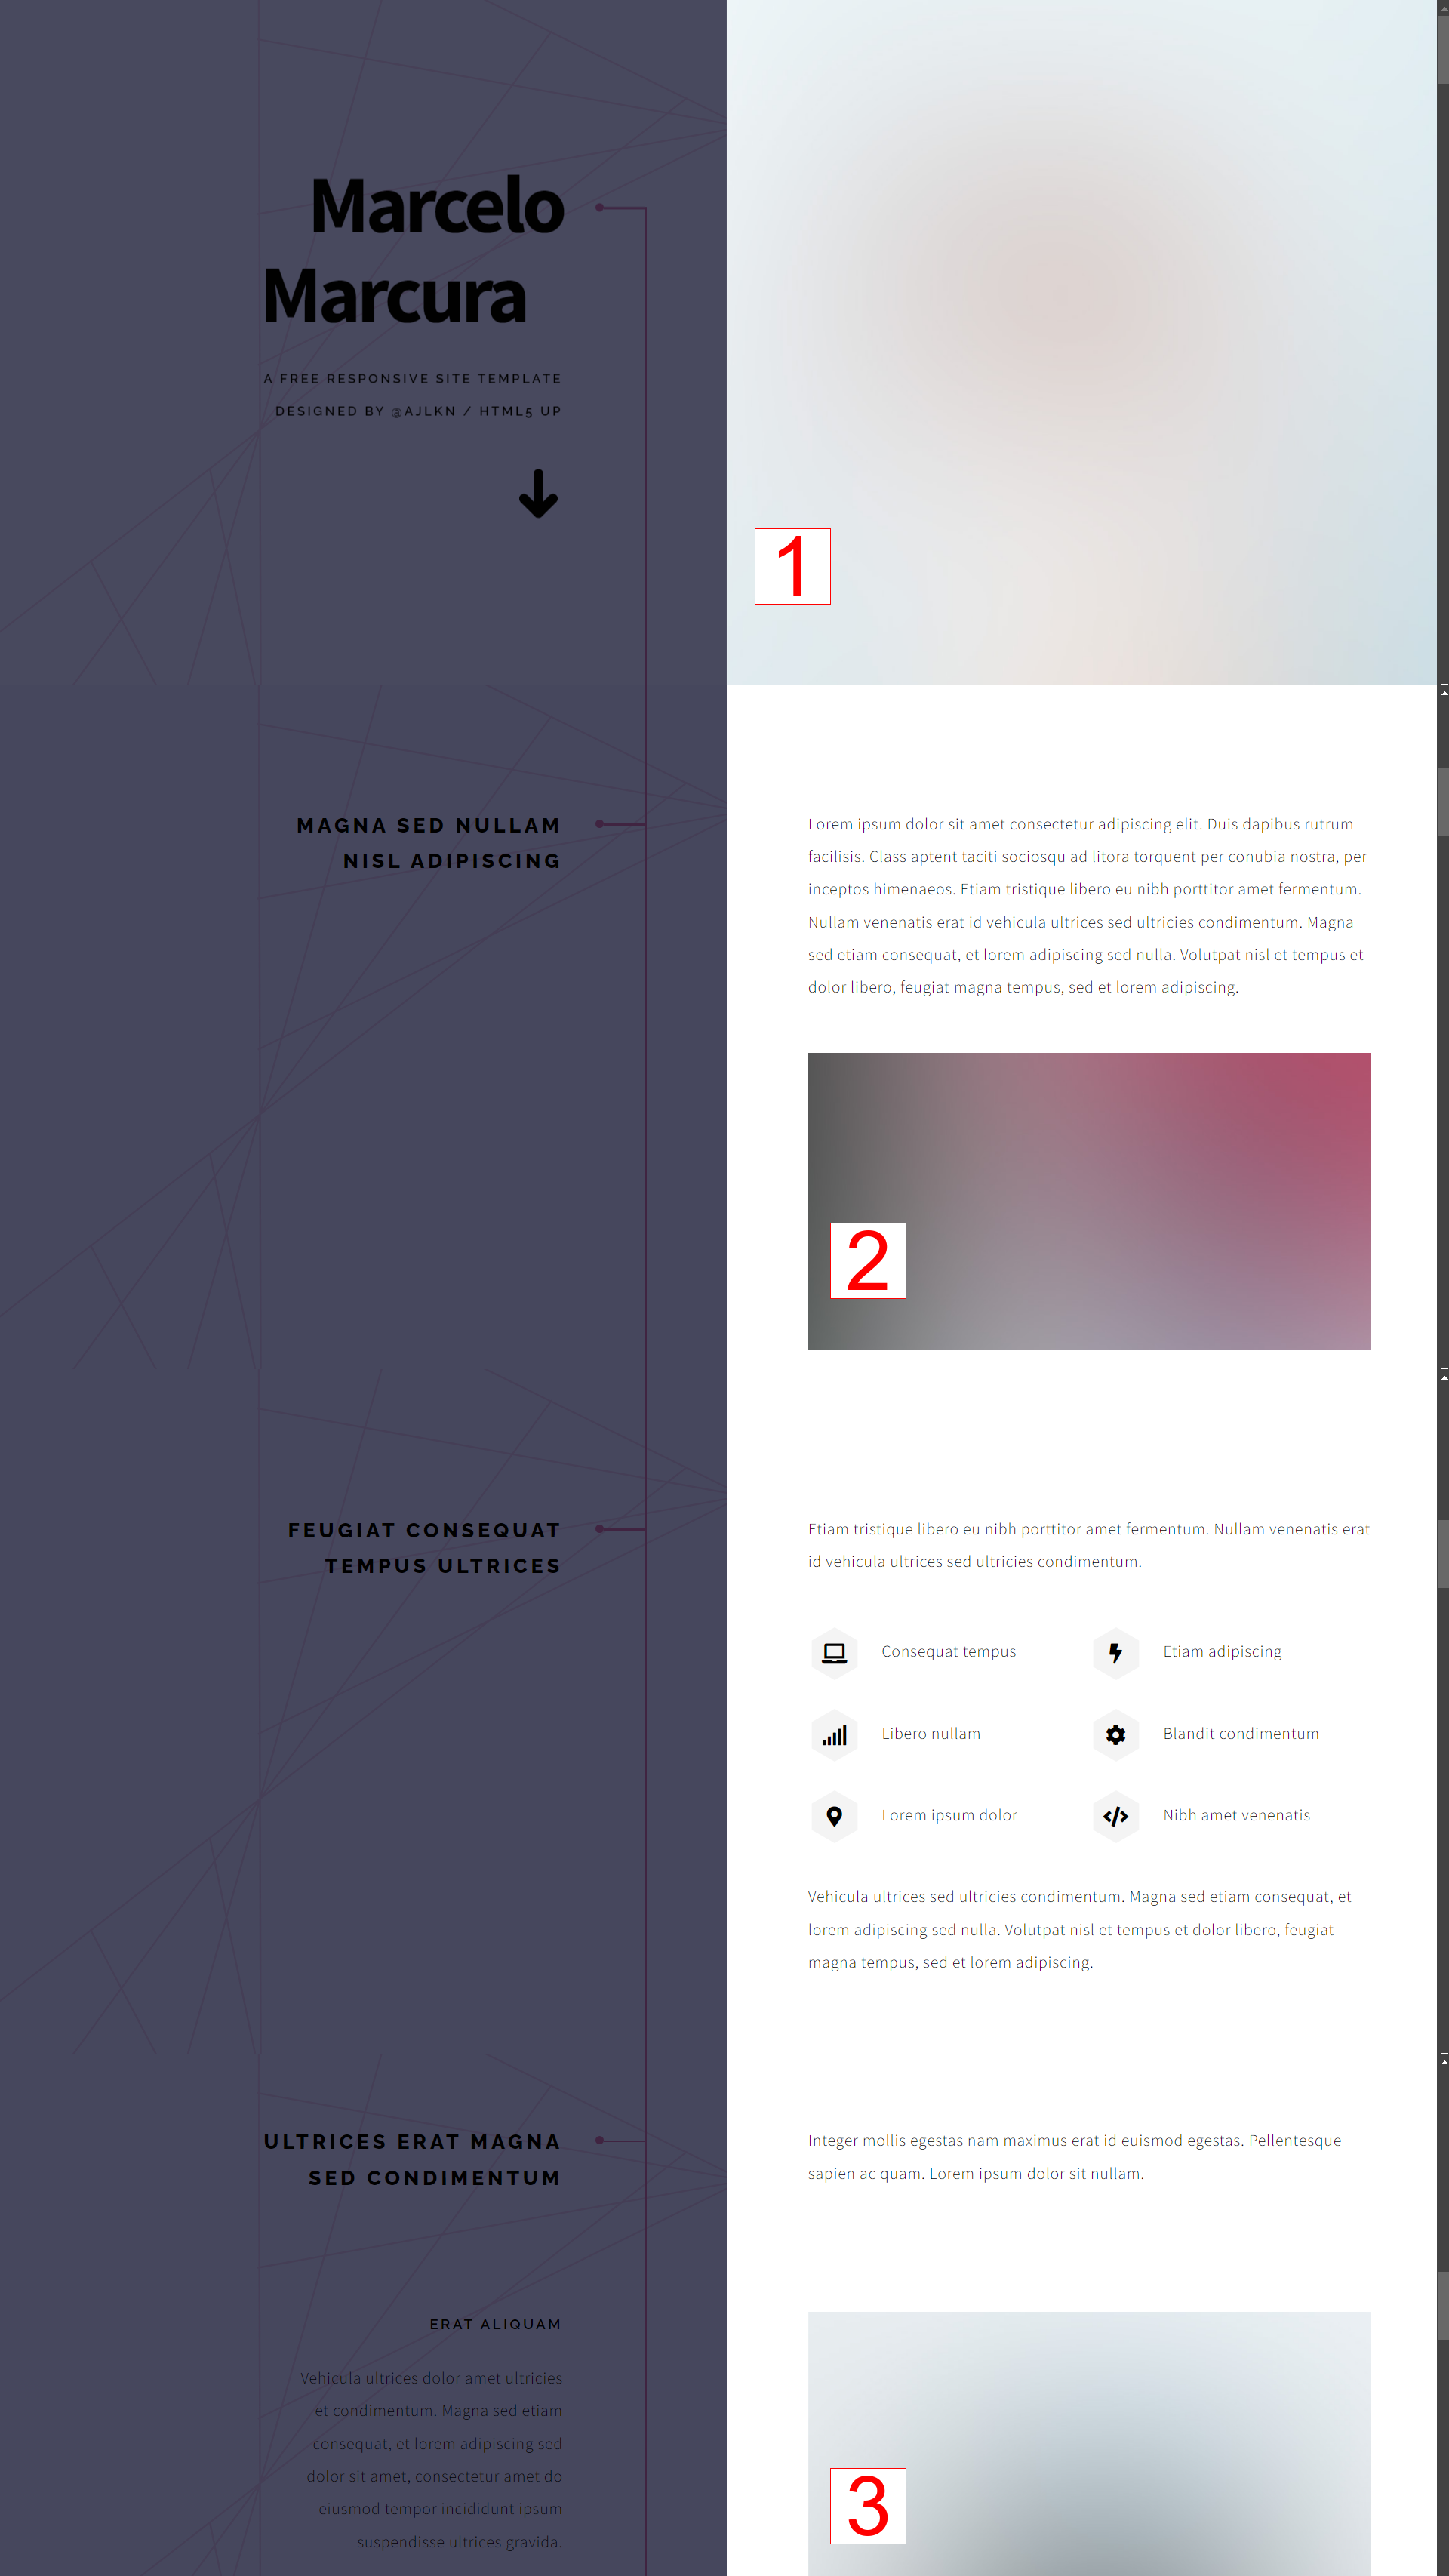 Marcelo
Marcura
A FREE RESPONSIVE SITE TEMPLATE
DESIGNED BY @AJLKN / HTML5 UP
1
MAGNA SED NULLAM
NISL ADIPISCING
Lorem ipsum dolor sit amet consectetur adipiscing elit. Duis dapibus rutrum
facilisis. Class aptent taciti sociosqu ad litora torquent per conubia nostra, per
inceptos himenaeos. Etiam tristique libero eu nibh porttitor amet fermentum.
Nullam venenatis erat id vehicula ultrices sed ultricies condimentum. Magna
sed etiam consequat, et lorem adipiscing sed nulla. Volutpat nisl et tempus et
dolor libero, feugiat magna tempus, sed et lorem adipiscing.
2
FEUGIAT CONSEQUAT
TEMPUS ULTRICES
Etiam tristique libero eu nibh porttitor amet fermentum. Nullam venenatis erat
id vehicula ultrices sed ultricies condimentum.
Consequat tempus
Etiam adipiscing
Libero nullam
Blandit condimentum
Lorem ipsum dolor
Nibh amet venenatis
Vehicula ultrices sed ultricies condimentum. Magna sed etiam consequat, et
lorem adipiscing sed nulla. Volutpat nisl et tempus et dolor libero, feugiat
magna tempus, sed et lorem adipiscing.
ULTRICES ERAT MAGNA
SED CONDIMENTUM
Integer mollis egestas nam maximus erat id euismod egestas. Pellentesque
sapien ac quam. Lorem ipsum dolor sit nullam.
ERAT ALIQUAM
Vehicula ultrices dolor amet ultricies
et condimentum. Magna sed etiam
consequat, et lorem adipiscing sed
dolor sit amet, consectetur amet do
eiusmod tempor incididunt ipsum
suspendisse ultrices gravida.
3